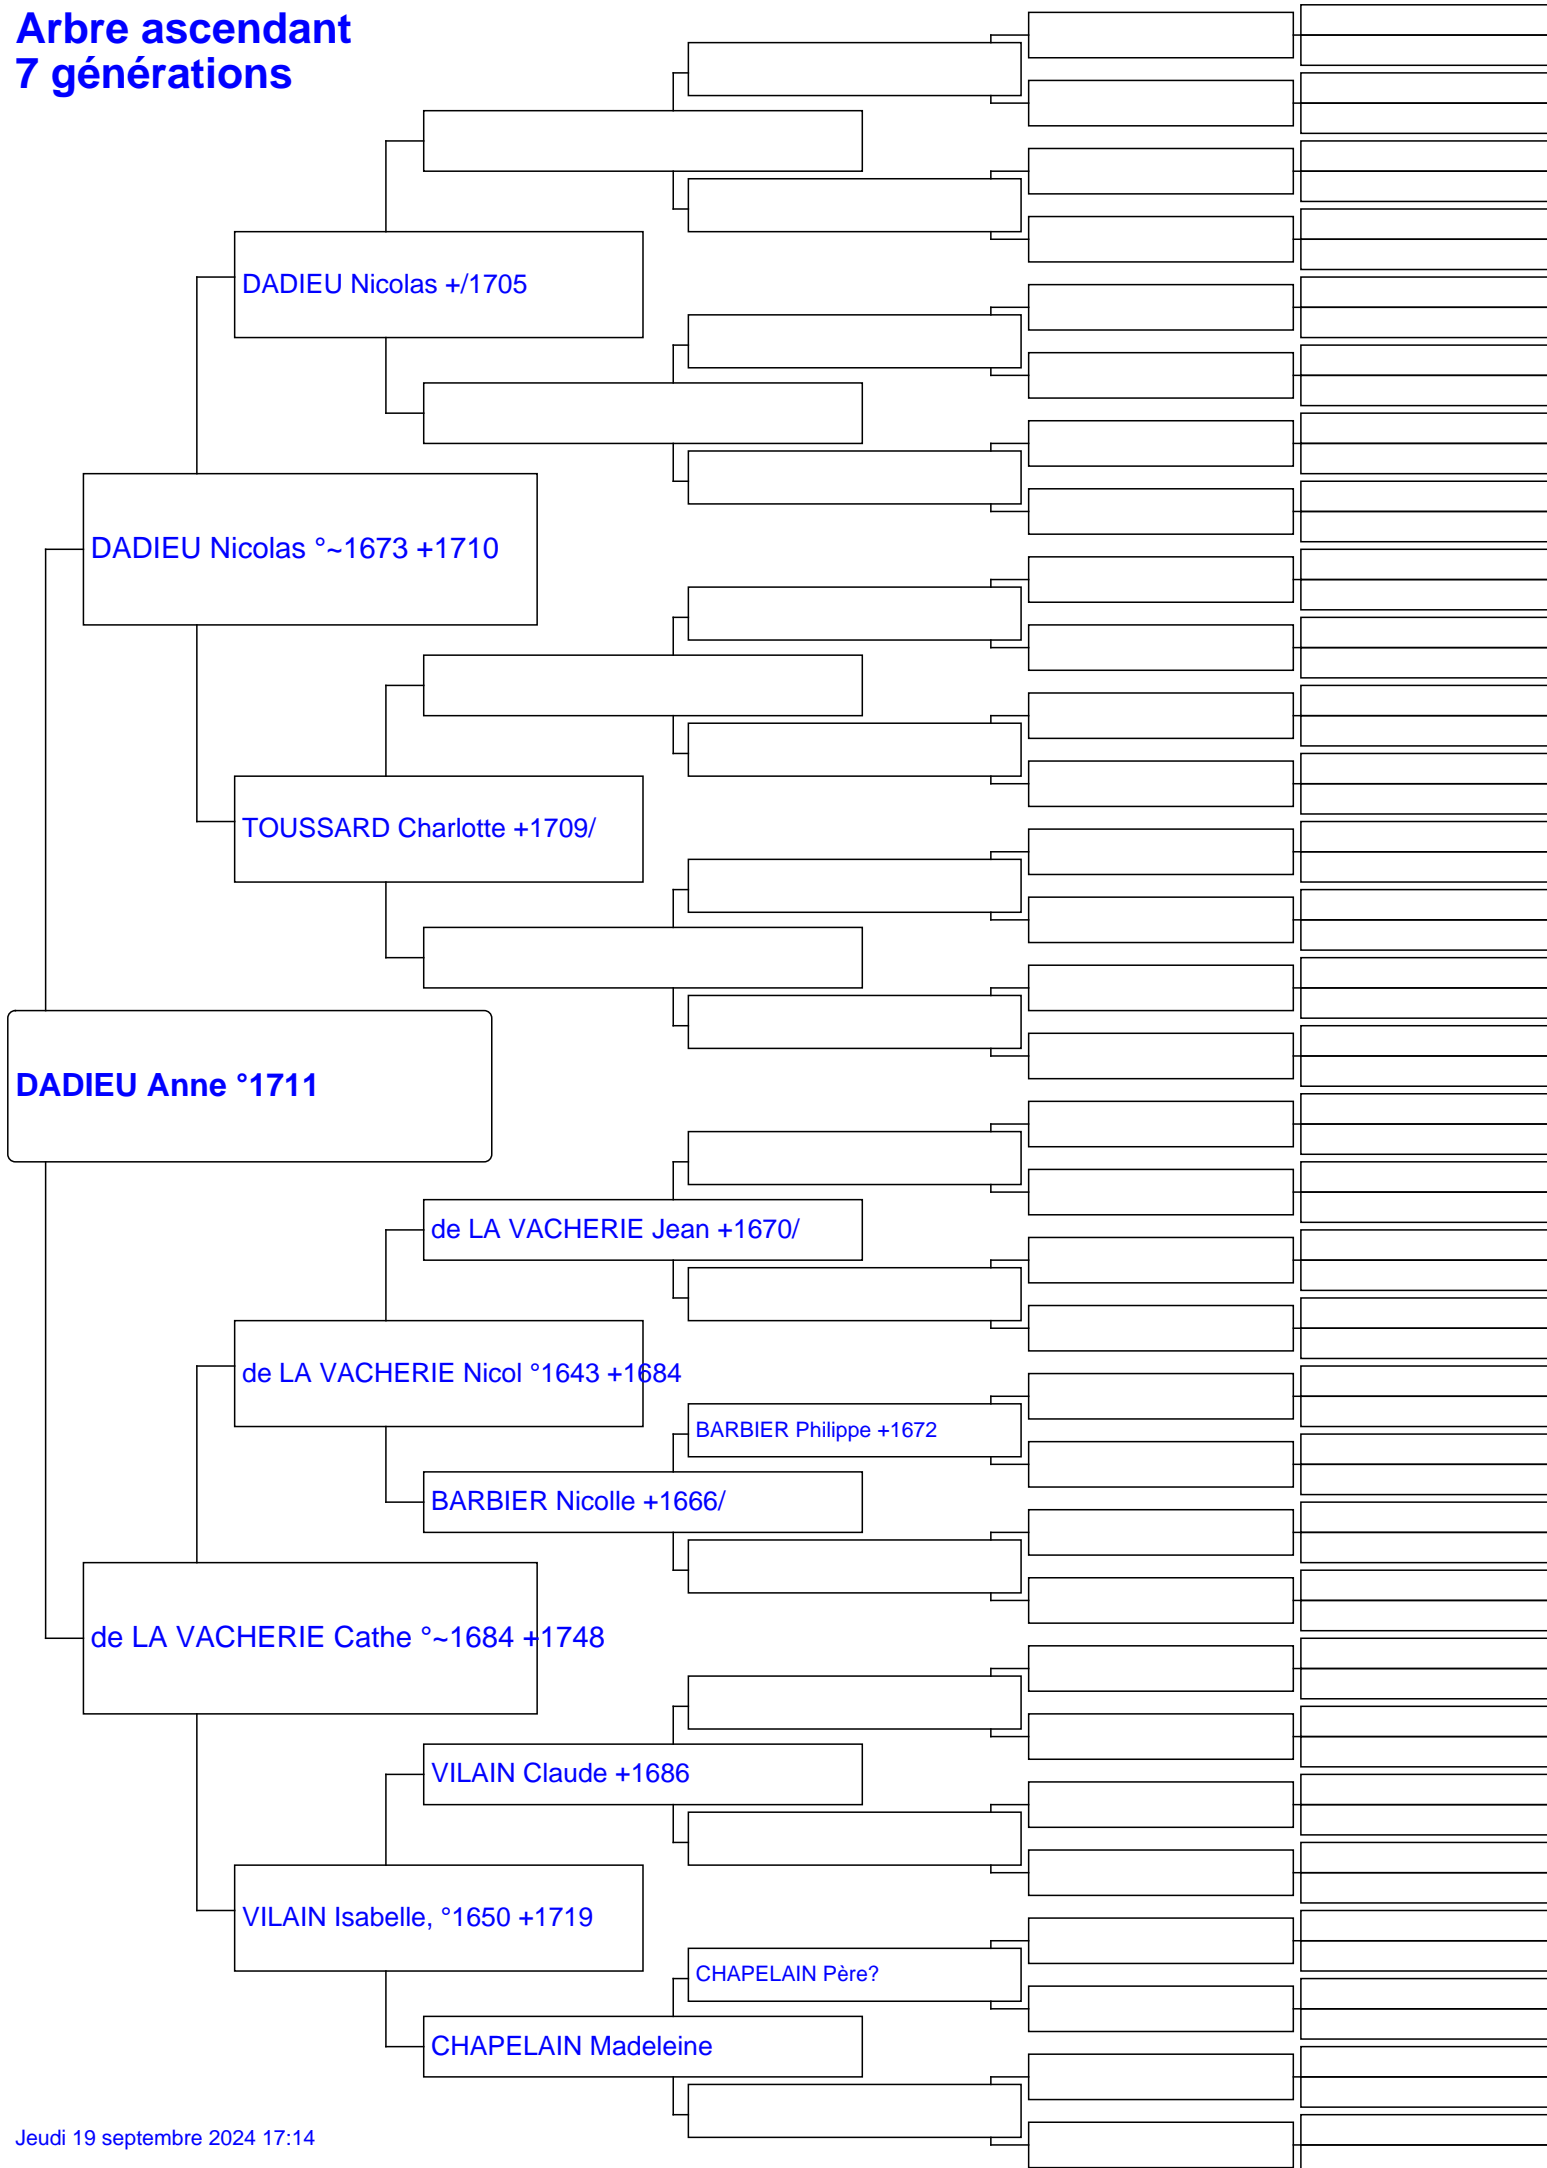 Arbre ascendant
7 générations
DADIEU Nicolas +/1705
DADIEU Nicolas °~1673 +1710
TOUSSARD Charlotte +1709/
DADIEU Anne °1711
de LA VACHERIE Jean +1670/
de LA VACHERIE Nicol °1643 +1684
BARBIER Philippe +1672
BARBIER Nicolle +1666/
de LA VACHERIE Cathe °~1684 +1748
VILAIN Claude +1686
VILAIN Isabelle, °1650 +1719
CHAPELAIN Père?
CHAPELAIN Madeleine
Jeudi 19 septembre 2024 17:14